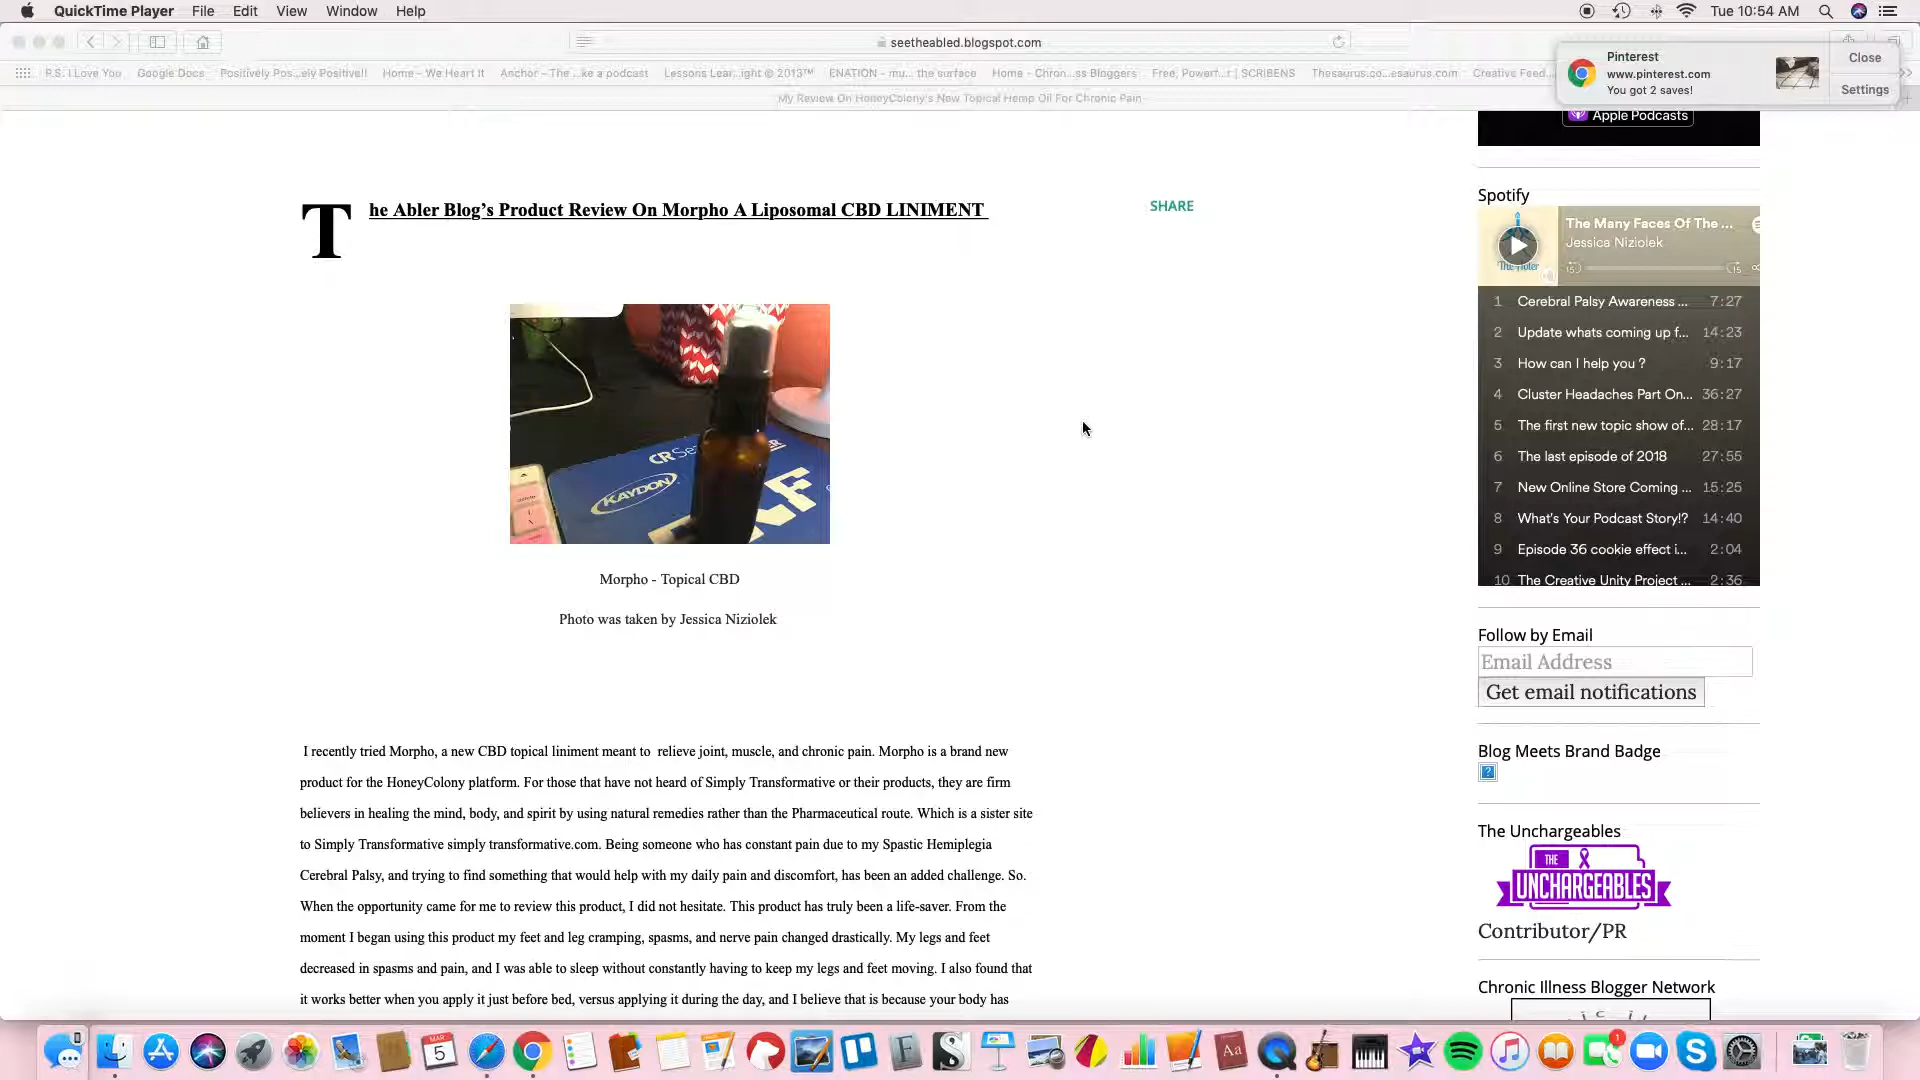 QuickTime Player File Edit View Window Help
Tue 10:54 AM
seetheabled.blogspot.com
P.S. I Love You Google Docs Positively Pos...ely Positive!! Home - We Heart It Anchor - The ...ke a podcast Lessons Lear...ight © 2013™ ENATION - mu... the surface Home - Chron...ss Bloggers Free, Powerf...r | SCRIBENS Thesaurus.co...esaurus.com Creative Feed...
My Review On HoneyColony's New Topical Hemp Oil For Chronic Pain
Pinterest
www.pinterest.com
You got 2 saves!
Close
Settings
The Abler Blog's Product Review On Morpho A Liposomal CBD LINIMENT
SHARE
KAYDON
Morpho - Topical CBD
Photo was taken by Jessica Niziolek
I recently tried Morpho, a new CBD topical liniment meant to relieve joint, muscle, and chronic pain. Morpho is a brand new
product for the HoneyColony platform. For those that have not heard of Simply Transformative or their products, they are firm
believers in healing the mind, body, and spirit by using natural remedies rather than the Pharmaceutical route. Which is a sister site
to Simply Transformative simply transformative.com. Being someone who has constant pain due to my Spastic Hemiplegia
Cerebral Palsy, and trying to find something that would help with my daily pain and discomfort, has been an added challenge. So.
When the opportunity came for me to review this product, I did not hesitate. This product has truly been a life-saver. From the
moment I began using this product my feet and leg cramping, spasms, and nerve pain changed drastically. My legs and feet
decreased in spasms and pain, and I was able to sleep without constantly having to keep my legs and feet moving. I also found that
it works better when you apply it just before bed, versus applying it during the day, and I believe that is because your body has
Apple Podcasts
Spotify
The Many Faces Of The ...
Jessica Niziolek
15 15
1 Cerebral Palsy Awareness ... 7:27
2 Update whats coming up f... 14:23
3 How can I help you ? 9:17
4 Cluster Headaches Part On... 36:27
5 The first new topic show of... 28:17
6 The last episode of 2018 27:55
7 New Online Store Coming ... 15:25
8 What's Your Podcast Story!? 14:40
9 Episode 36 cookie effect i... 2:04
10 The Creative Unity Project ... 2:36
Follow by Email
Email Address
Get email notifications
Blog Meets Brand Badge
The Unchargeables
THE
UNCHARGEABLES
Contributor/PR
Chronic Illness Blogger Network
MAR
5
Aa
1